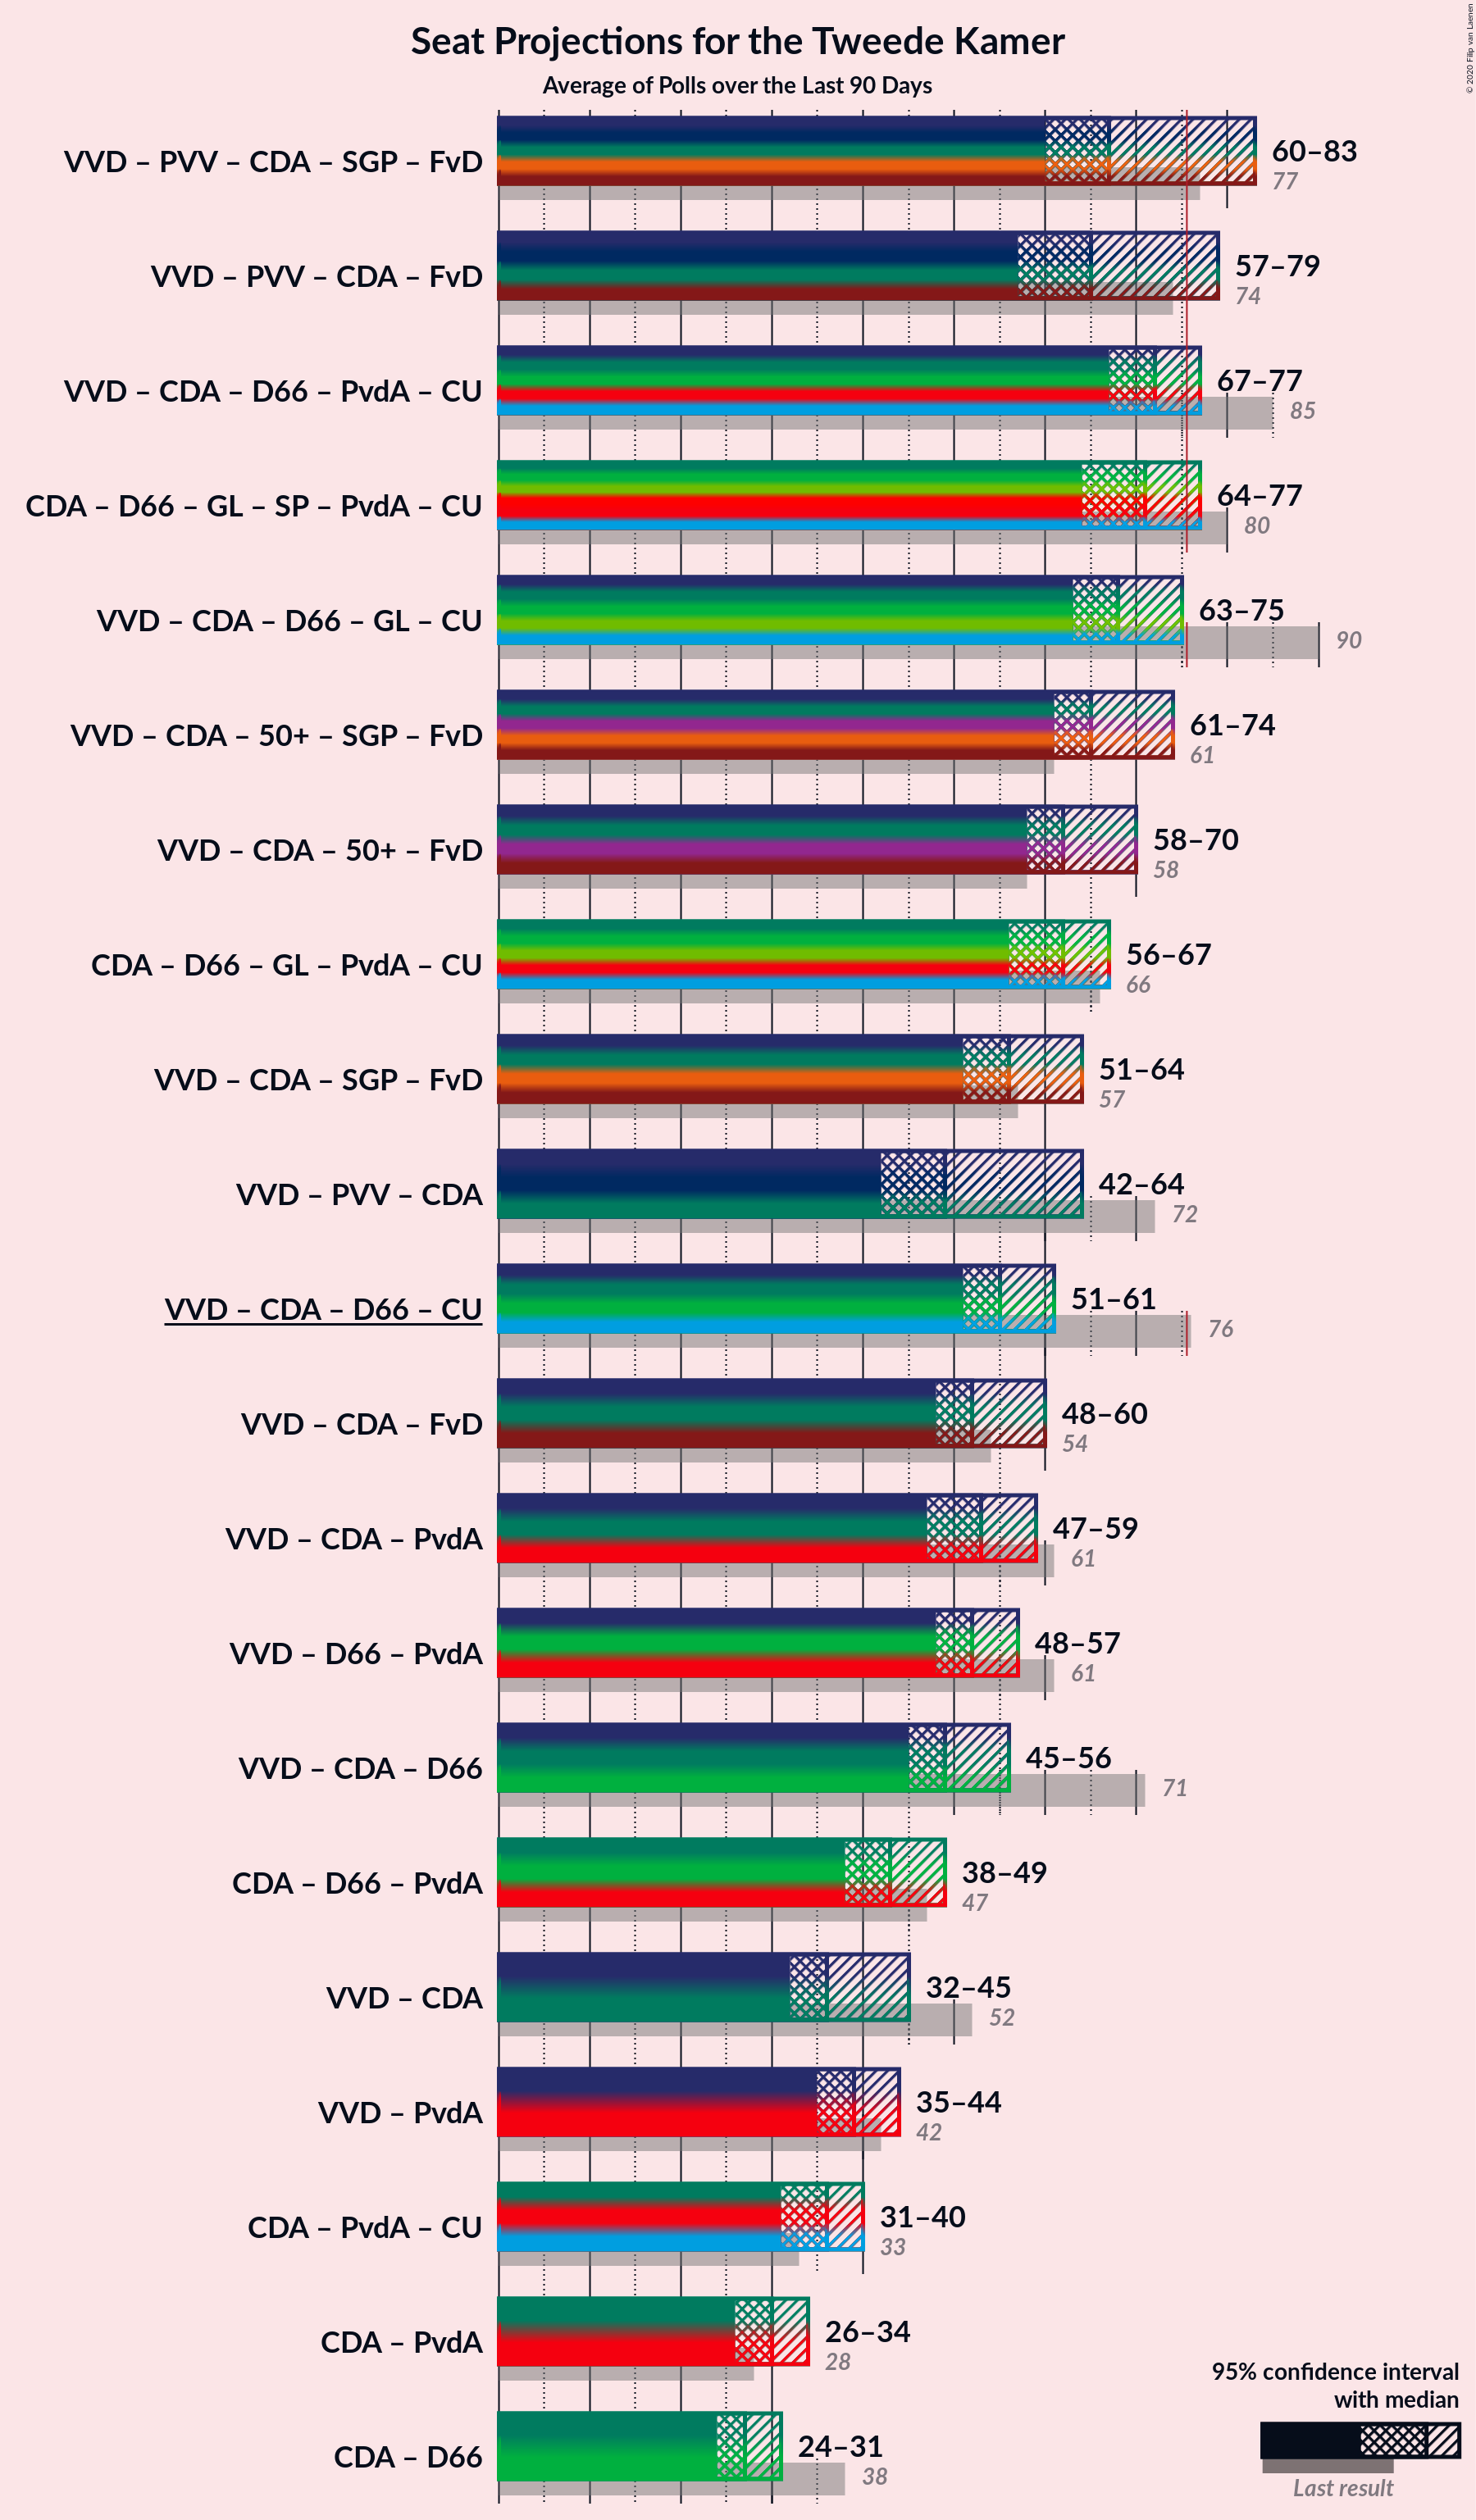 © 2020 Filip van Laenen
Seat Projections for the Tweede Kamer
Average of Polls over the Last 90 Days
VVD – PVV – CDA – SGP – FvD
60–83
77
VVD – PVV – CDA – FvD
57–79
74
VVD – CDA – D66 – PvdA – CU
67–77
85
CDA – D66 – GL – SP – PvdA – CU
64–77
80
VVD – CDA – D66 – GL – CU
63–75
90
VVD – CDA – 50+ – SGP – FvD
61–74
61
VVD – CDA – 50+ – FvD
58–70
58
CDA – D66 – GL – PvdA – CU
56–67
66
VVD – CDA – SGP – FvD
51–64
57
VVD – PVV – CDA
42–64
72
VVD – CDA – D66 – CU
51–61
76
VVD – CDA – FvD
48–60
54
VVD – CDA – PvdA
47–59
61
VVD – D66 – PvdA
48–57
61
VVD – CDA – D66
45–56
71
CDA – D66 – PvdA
38–49
47
VVD – CDA
32–45
52
VVD – PvdA
35–44
42
CDA – PvdA – CU
31–40
33
CDA – PvdA
26–34
28
CDA – D66
24–31
38
95% confidence interval
with median
Last result